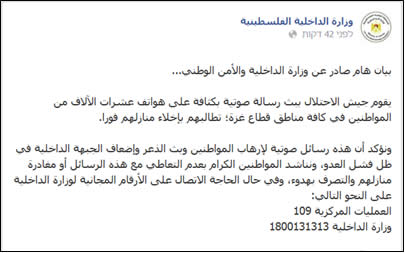 وزارة الداخلية الفلسطينية
לפני 42 דקות
بيان هام صادر عن وزارة الداخلية والأمن الوطني...
يقوم جيش الاحتلال ببث رسالة صوتية بكثافة على هواتف عشرات الآلاف من
المواطنين في كافة مناطق قطاع غزة؛ تطالبهم بإخلاء منازلهم فورا.
ونؤكد أن هذه رسائل صوتية لإرهاب المواطنين وبث الذعر وإضعاف الجبهة الداخلية في
ظل فشل العدو، ونناشد المواطنين الكرام بعدم التعاطي مع هذه الرسائل أو مغادرة
منازلهم والتصرف بهدوء، وفي حال الحاجة الاتصال على الأرقام المجانية لوزارة الداخلية
على النحو التالي:
العمليات المركزية 109
وزارة الداخلية 1800131313